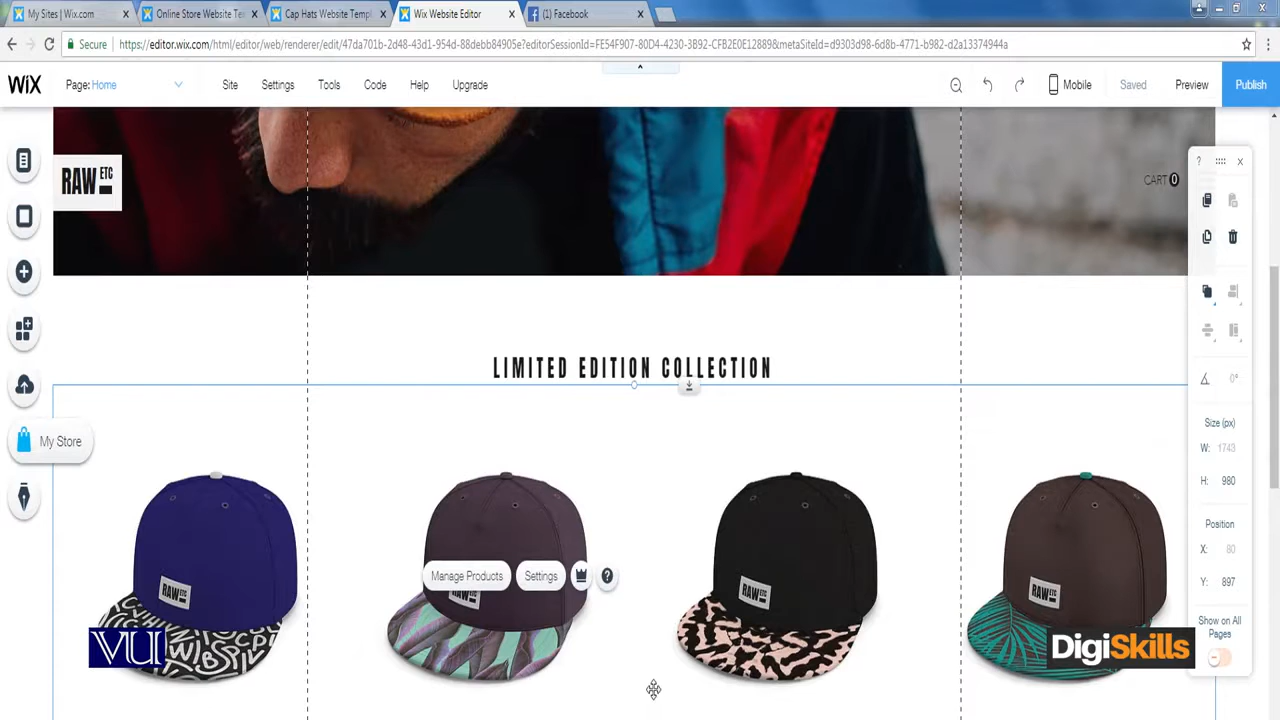 My Sites | Wix.com
Online Store Website Te
Cap Hats Website Templ
Wix Website Editor
(1) Facebook
Secure
https://editor.wix.com/html/editor/web/renderer/edit/47da701b-2d48-43d1-954d-88debb84905e?editorSessionId=FE54F907-80D4-4230-3B92-CFB2E0E12889&metaSiteId=d9303d98-6d8b-4771-b982-d2a13374944a
WiX
Page: Home
Site
Settings
Tools
Code
Help
Upgrade
Mobile
Saved
Preview
Publish
RAW ETC
CART 0
LIMITED EDITION COLLECTION
My Store
Manage Products
Settings
?
RAW
RAW
RAW
RAW
?
0°
Size (px)
W: 1743
H: 980
Position
X: 80
Y: 897
Show on All
Pages
VU
DigiSkills